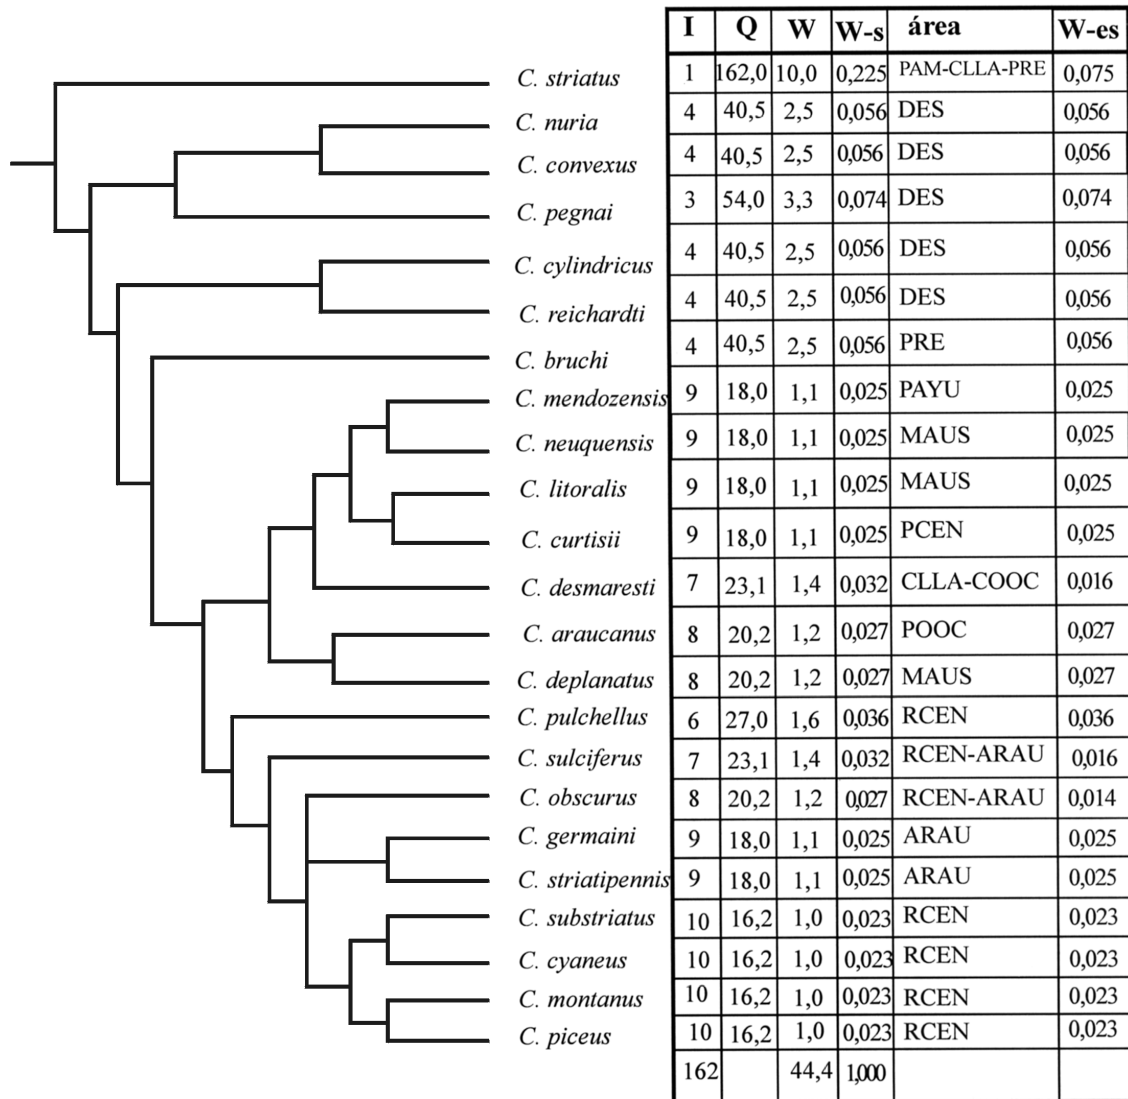 I Q W W-s área W-es
C. striatus 1 162,0 10,0 0,225 PAM-CLLA-PRE 0,075
C. nuria 4 40,5 2,5 0,056 DES 0,056
C. convexus 4 40,5 2,5 0,056 DES 0,056
C. pegnai 3 54,0 3,3 0,074 DES 0,074
C. cylindricus 4 40,5 2,5 0,056 DES 0,056
C. reichardti 4 40,5 2,5 0,056 DES 0,056
C. bruchi 4 40,5 2,5 0,056 PRE 0,056
C. mendozensis 9 18,0 1,1 0,025 PAYU 0,025
C. neuquensis 9 18,0 1,1 0,025 MAUS 0,025
C. litoralis 9 18,0 1,1 0,025 MAUS 0,025
C. curtisii 9 18,0 1,1 0,025 PCEN 0,025
C. desmaresti 7 23,1 1,4 0,032 CLLA-COOC 0,016
C. araucanus 8 20,2 1,2 0,027 POOC 0,027
C. deplanatus 8 20,2 1,2 0,027 MAUS 0,027
C. pulchellus 6 27,0 1,6 0,036 RCEN 0,036
C. sulciferus 7 23,1 1,4 0,032 RCEN-ARAU 0,016
C. obscurus 8 20,2 1,2 0,027 RCEN-ARAU 0,014
C. germaini 9 18,0 1,1 0,025 ARAU 0,025
C. striatipennis 9 18,0 1,1 0,025 ARAU 0,025
C. substriatus 10 16,2 1,0 0,023 RCEN 0,023
C. cyaneus 10 16,2 1,0 0,023 RCEN 0,023
C. montanus 10 16,2 1,0 0,023 RCEN 0,023
C. piceus 10 16,2 1,0 0,023 RCEN 0,023
162 44,4 1,000